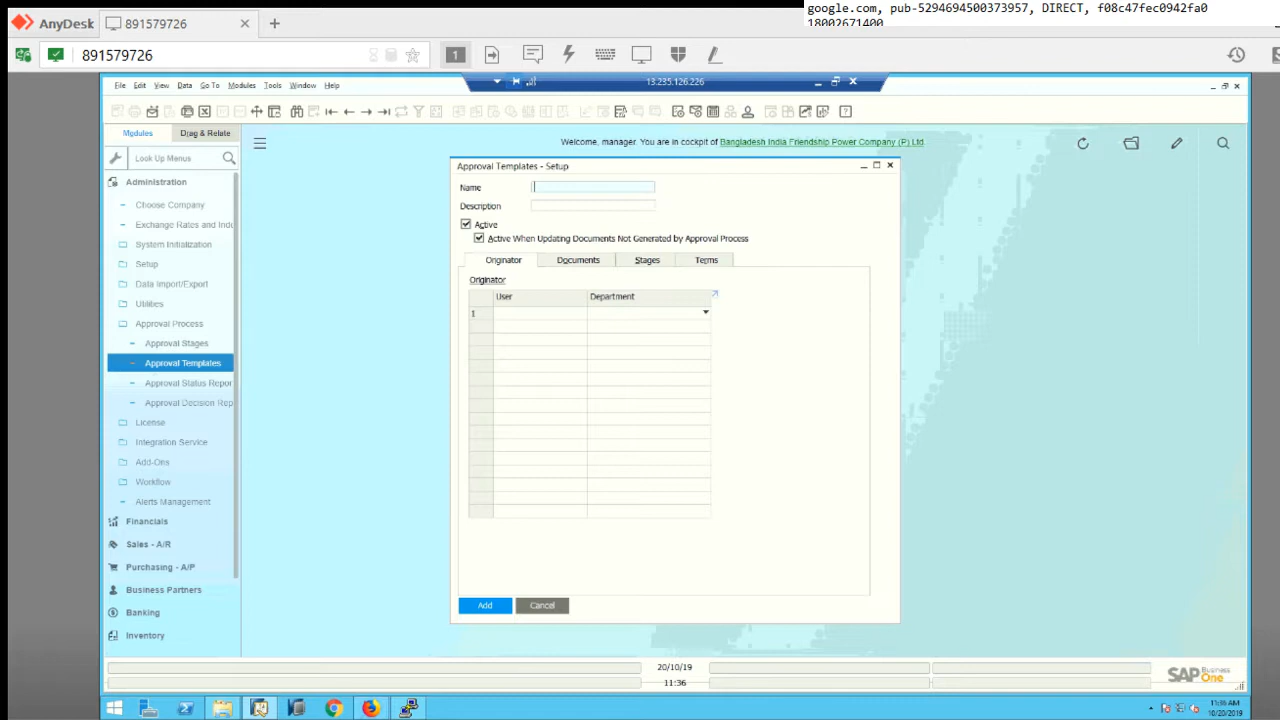 AnyDesk
891579726
google.com, pub-5294694500373957, DIRECT, f08c47fec0942fa0
18002671400
891579726
1
File Edit View Data Go To Modules Tools Window Help
13.235.126.226
Modules
Drag & Relate
Look Up Menus
Welcome, manager. You are in cockpit of Bangladesh India Friendship Power Company (P) Ltd
Administration
Choose Company
Exchange Rates and Inde
System Initialization
Setup
Data Import/Export
Utilities
Approval Process
Approval Stages
Approval Templates
Approval Status Repor
Approval Decision Rep
License
Integration Service
Add-Ons
Workflow
Alerts Management
Financials
Sales - A/R
Purchasing - A/P
Business Partners
Banking
Inventory
Approval Templates - Setup
Name
Description
Active
Active When Updating Documents Not Generated by Approval Process
Originator Documents Stages Terms
Originator
User Department
1
Add Cancel
20/10/19
11:36
SAP Business One
11:36 AM
10/20/2019